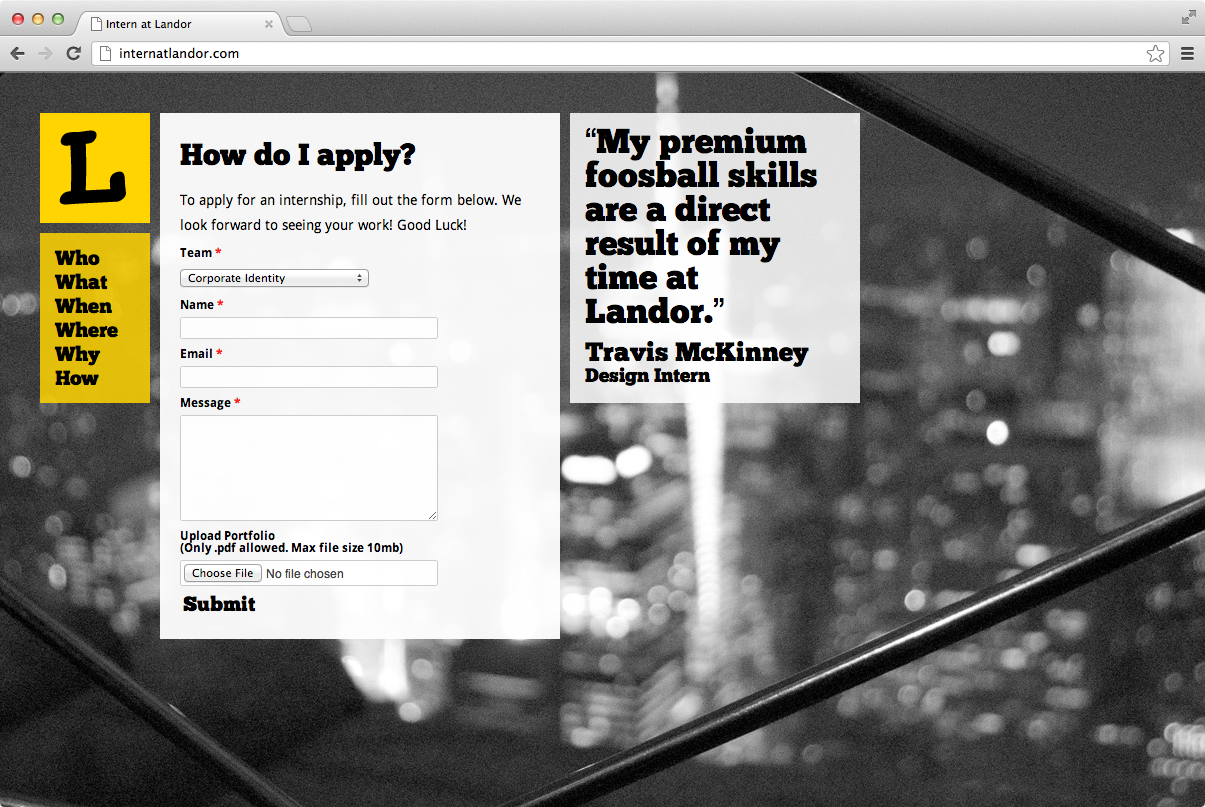 Intern at Landor
internatlandor.com
L
Who
What
When
Where
Why
How
How do I apply?
To apply for an internship, fill out the form below. We
look forward to seeing your work! Good Luck!
Team *
Corporate Identity
Name *
Email *
Message *
Upload Portfolio
(Only .pdf allowed. Max file size 10mb)
Choose File No file chosen
Submit
“My premium
foosball skills
are a direct
result of my
time at
Landor.”
Travis McKinney
Design Intern